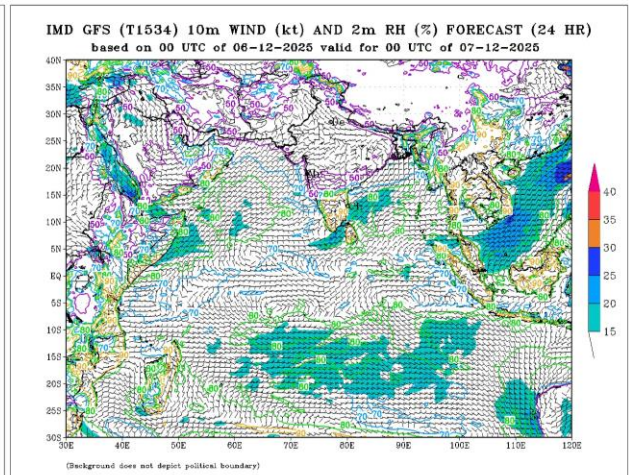 IMD GFS (T1534) 10m WIND (kt) AND 2m RH (%) FORECAST (24 HR)
based on 00 UTC of 06-12-2025 valid for 00 UTC of 07-12-2025
40N
35N
30N
25N
20N
15N
10N
5N
EQ
5S
10S
15S
20S
25S
30S
30E 40E 50E 60E 70E 80E 90E 100E 110E 120E
40
35
30
25
20
15
(Background does not depict political boundary)